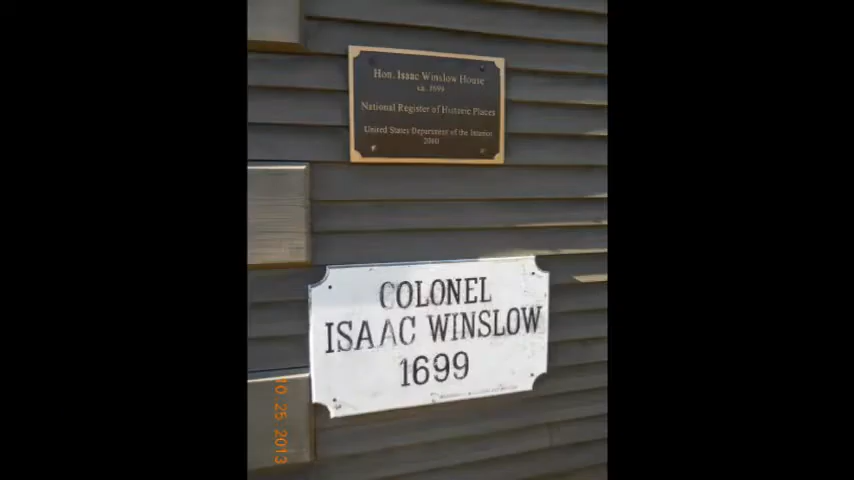 Hon. Isaac Winslow House
ca. 1699
National Register of Historic Places
United States Department of the Interior
2000
COLONEL
ISAAC WINSLOW
1699
10.25.2013